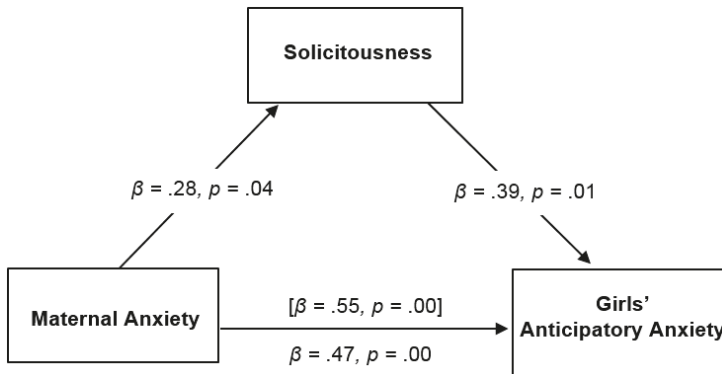 Solicitousness
β = .28, p = .04
β = .39, p = .01
Maternal Anxiety
[β = .55, p = .00]
β = .47, p = .00
Girls’
Anticipatory Anxiety